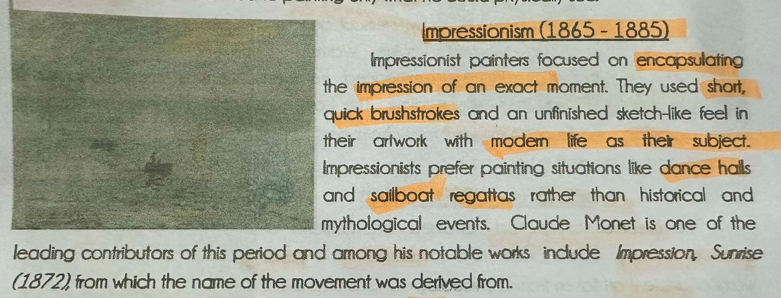 Impressionism (1865 - 1885)
Impressionist painters focused on encapsulating
the impression of an exact moment. They used short,
quick brushstrokes and an unfinished sketch-like feel in
their artwork with modern life as their subject.
Impressionists prefer painting situations like dance halls
and sailboat regattas rather than historical and
mythological events. Claude Monet is one of the
leading contributors of this period and among his notable works include Impression, Sunrise
(1872), from which the name of the movement was derived from.